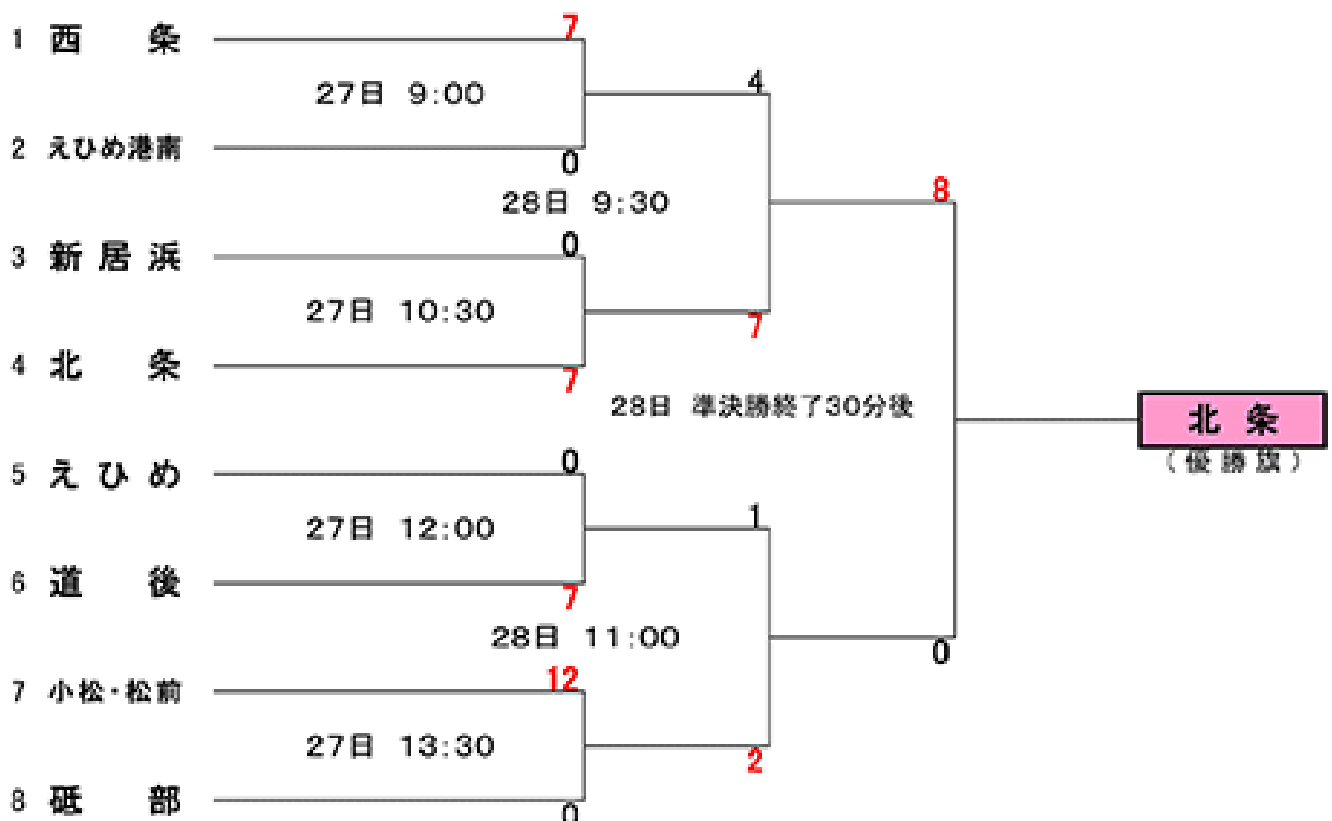 7
1 西 条
4
27日 9:00
2 えひめ港南
0
8
28日 9:30
0
3 新居浜
27日 10:30
7
4 北 条
7
28日 準決勝終了30分後
北 条
(優勝旗)
0
5 えひめ
1
27日 12:00
6 道 後
7
28日 11:00
0
12
7 小松・松前
27日 13:30
2
8 砥 部
0